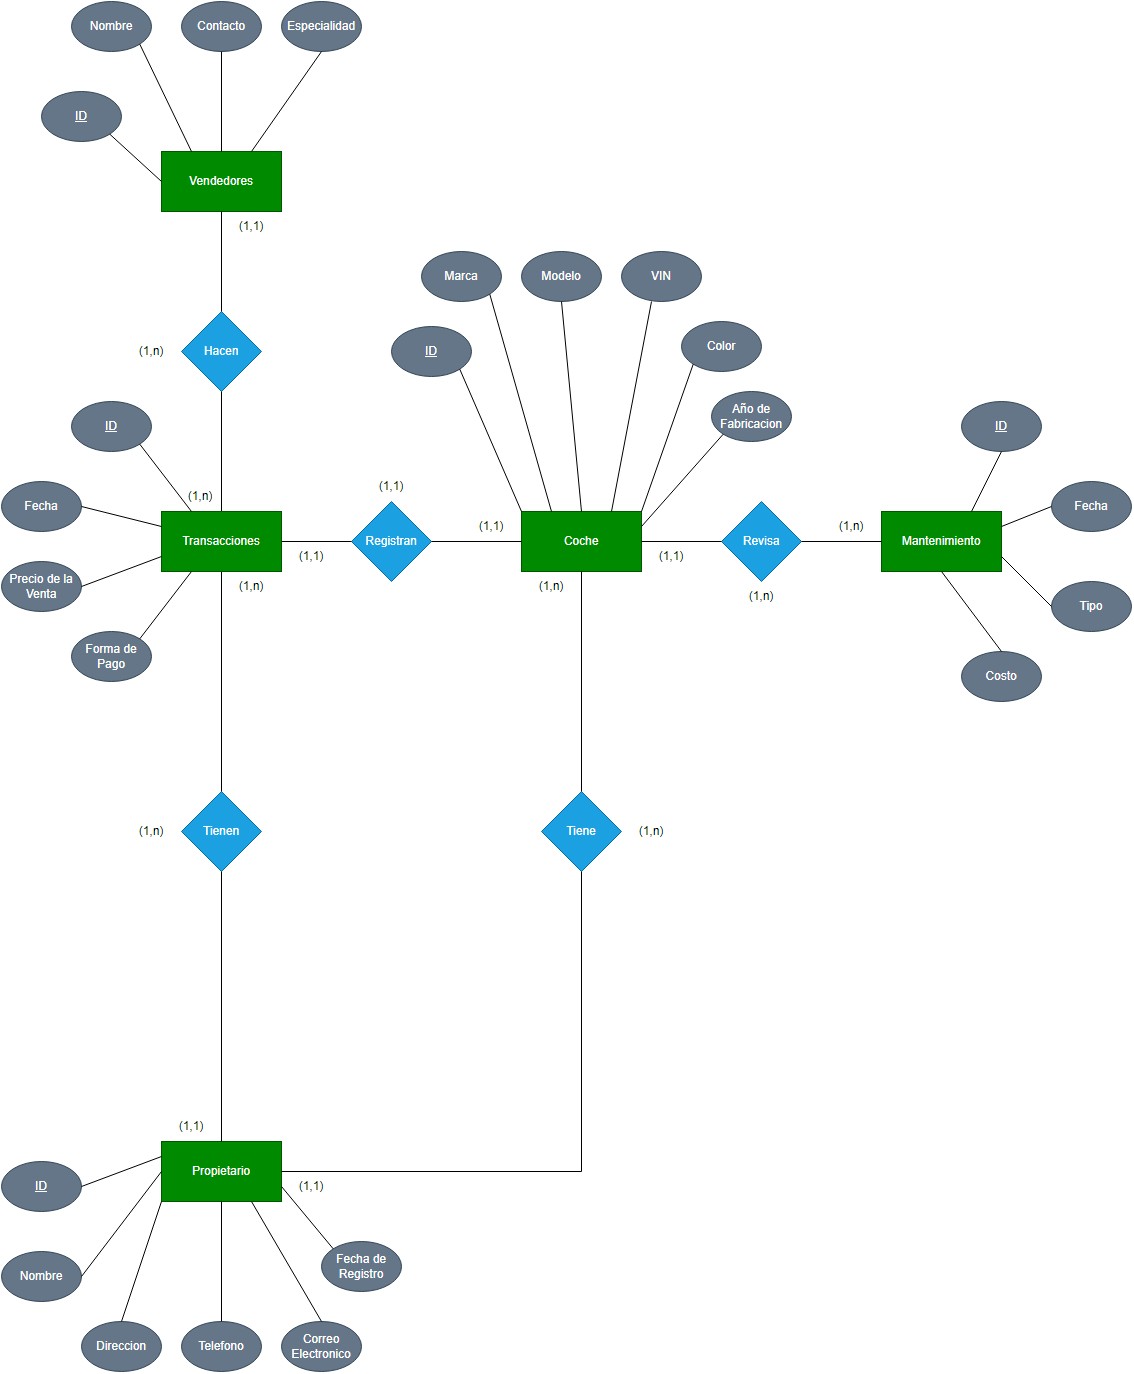 Nombre
Contacto
Especialidad
ID
Vendedores
(1,1)
Marca
Modelo
VIN
ID
Color
Hacen
(1,n)
Año de
Fabricacion
ID
ID
Fecha
(1,n)
(1,1)
Fecha
Transacciones
(1,1)
Registran
(1,1)
Coche
(1,1)
Revisa
(1,n)
Mantenimiento
Precio de la
Venta
(1,n)
(1,n)
(1,n)
Tipo
Forma de
Pago
Costo
(1,n)
Tienen
Tiene
(1,n)
(1,1)
Propietario
(1,1)
ID
Nombre
Fecha de
Registro
Direccion
Telefono
Correo
Electronico